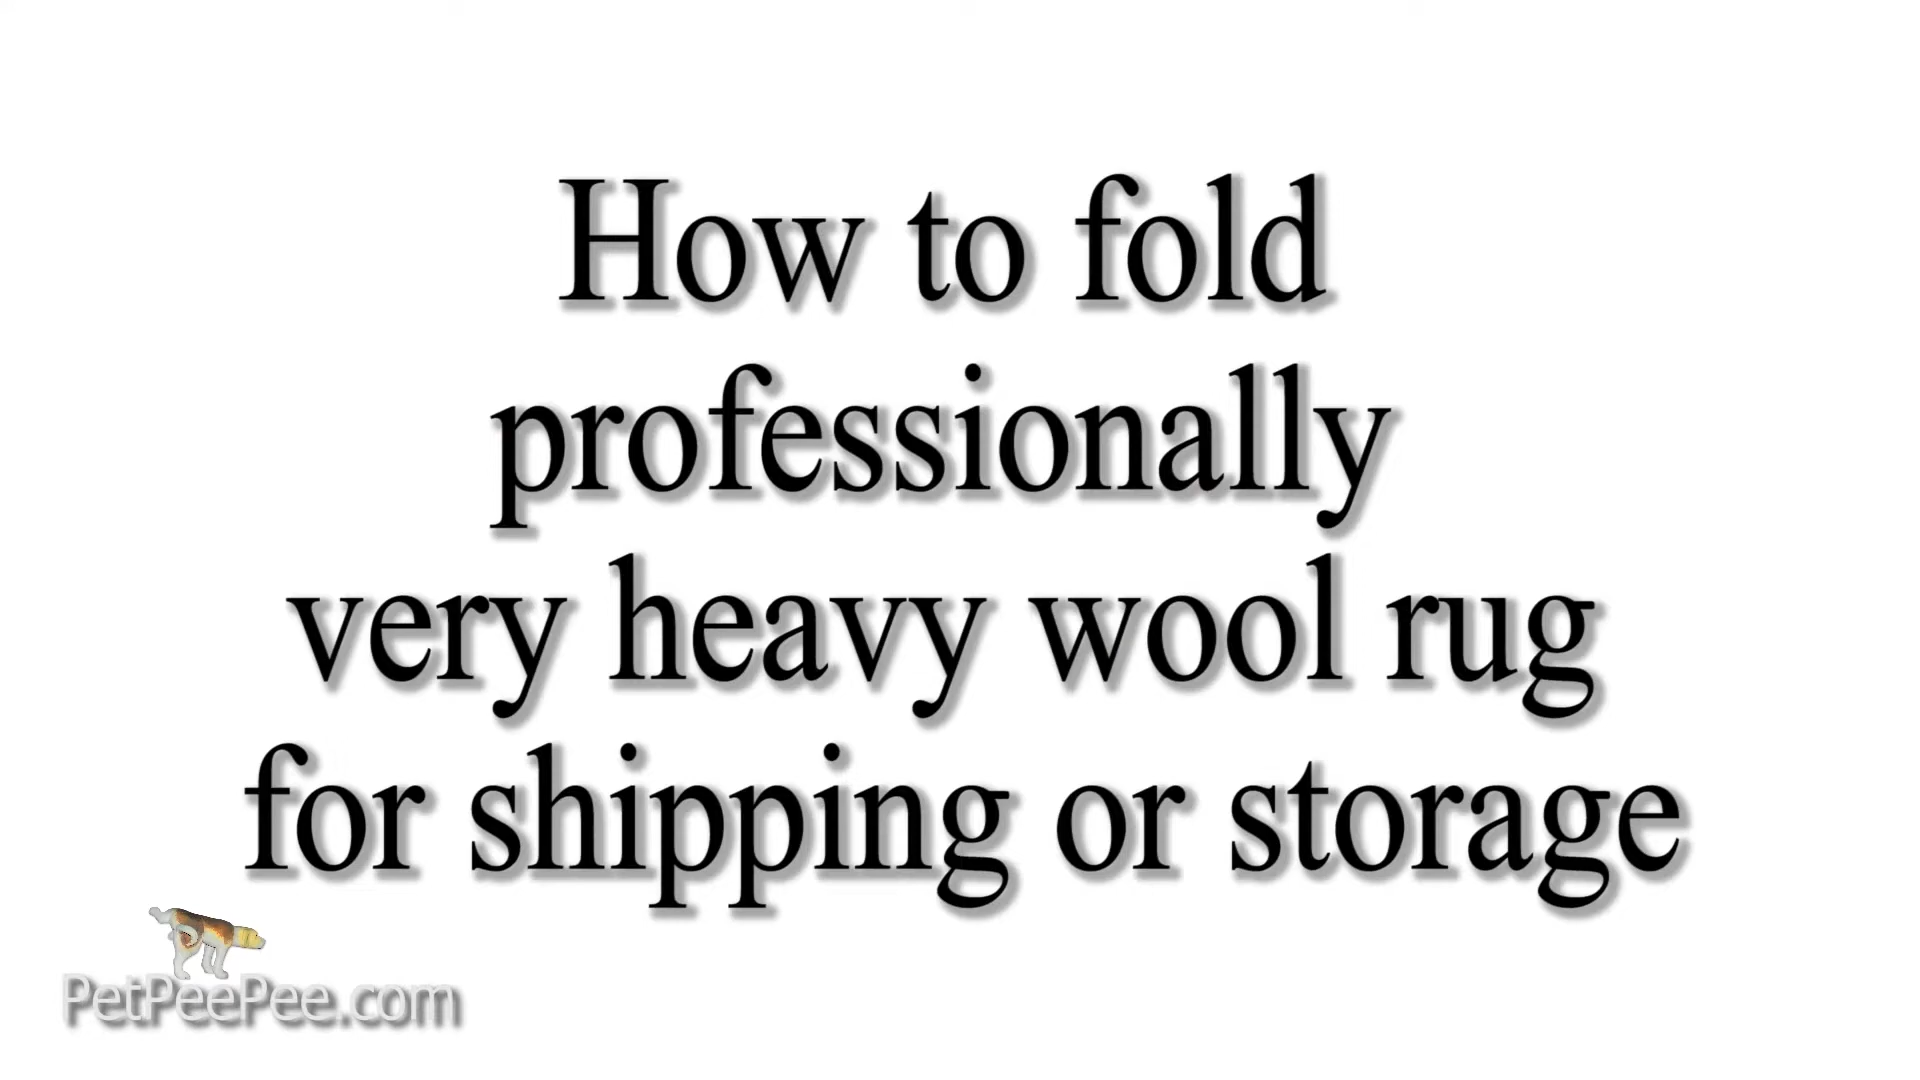 How to fold
professionally
very heavy wool rug
for shipping or storage
PetPeePee.com